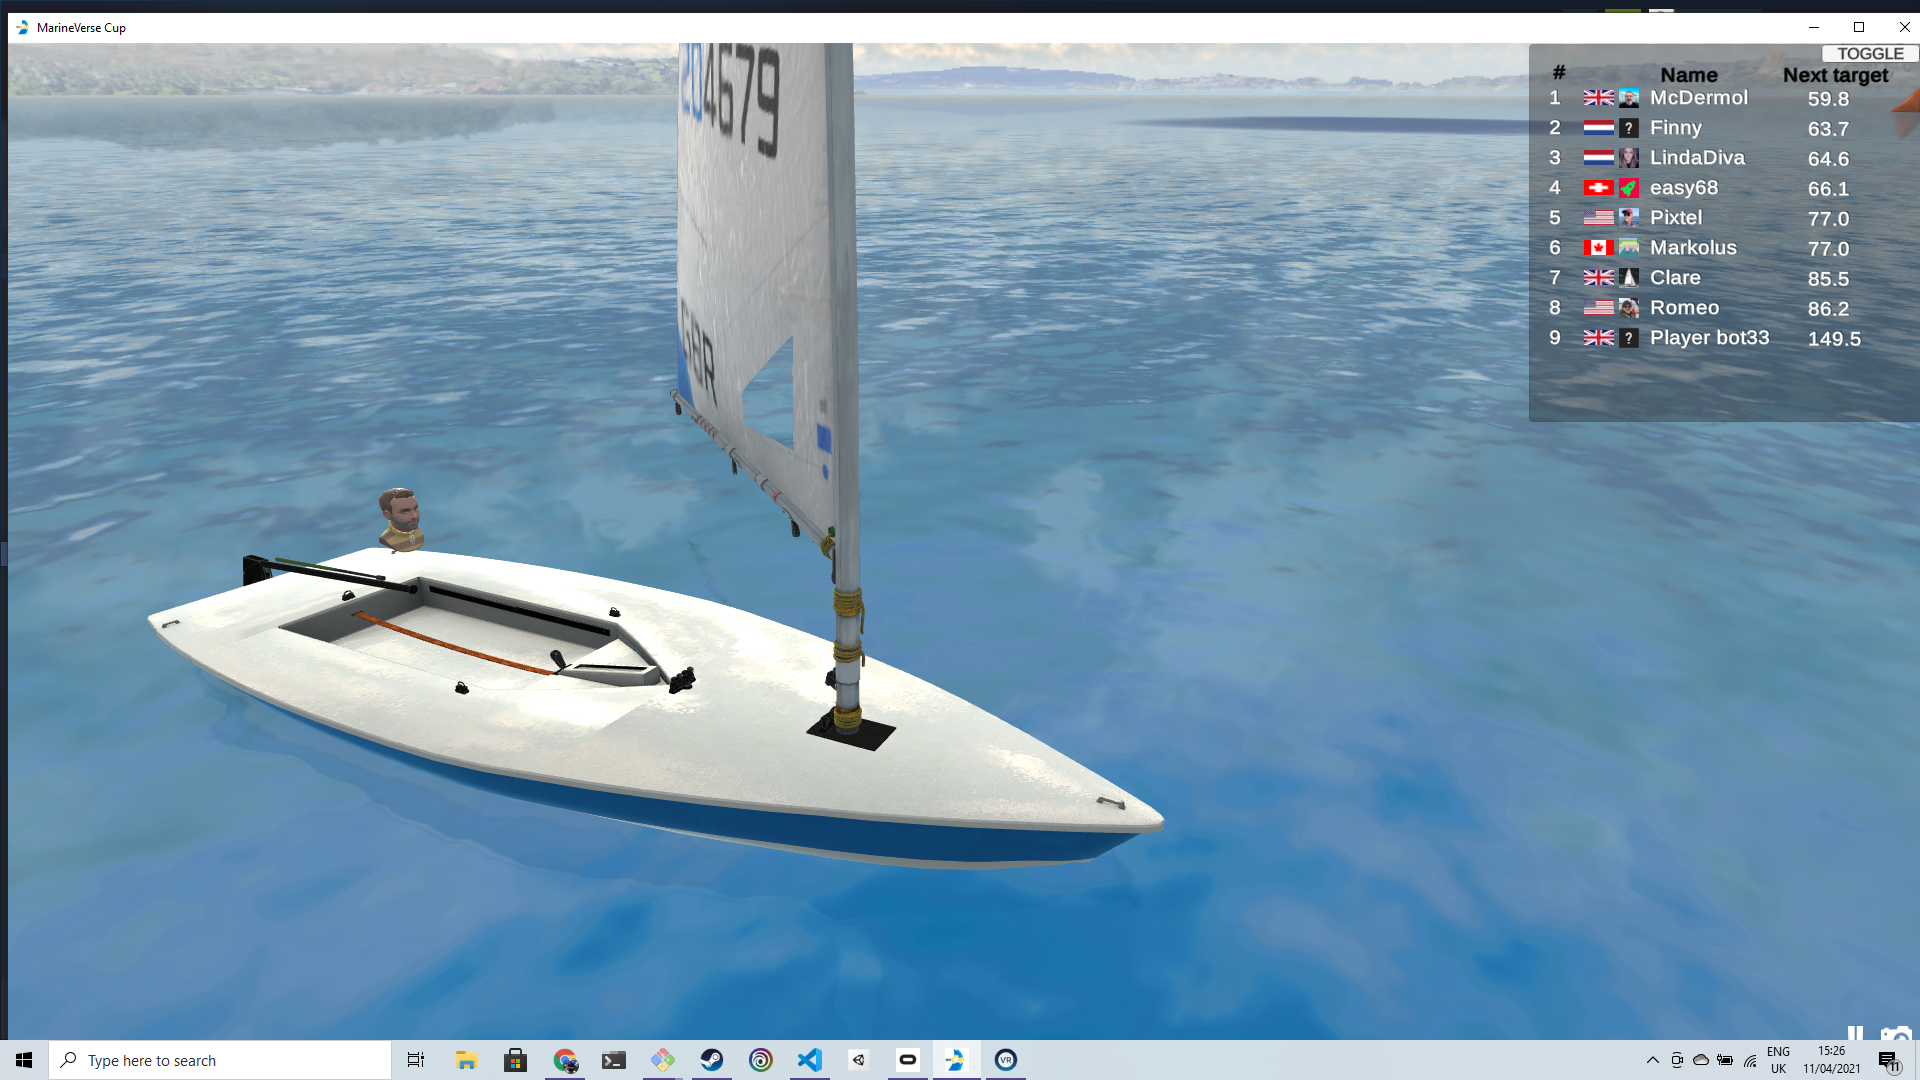 MarineVerse Cup
TOGGLE
# Name Next target
1 McDermol 59.8
2 ? Finny 63.7
3 LindaDiva 64.6
4 easy68 66.1
5 Pixtel 77.0
6 Markolus 77.0
7 Clare 85.5
8 Romeo 86.2
9 ? Player bot33 149.5
204679
GBR
Type here to search
VR
ENG
UK
15:26
11/04/2021
11